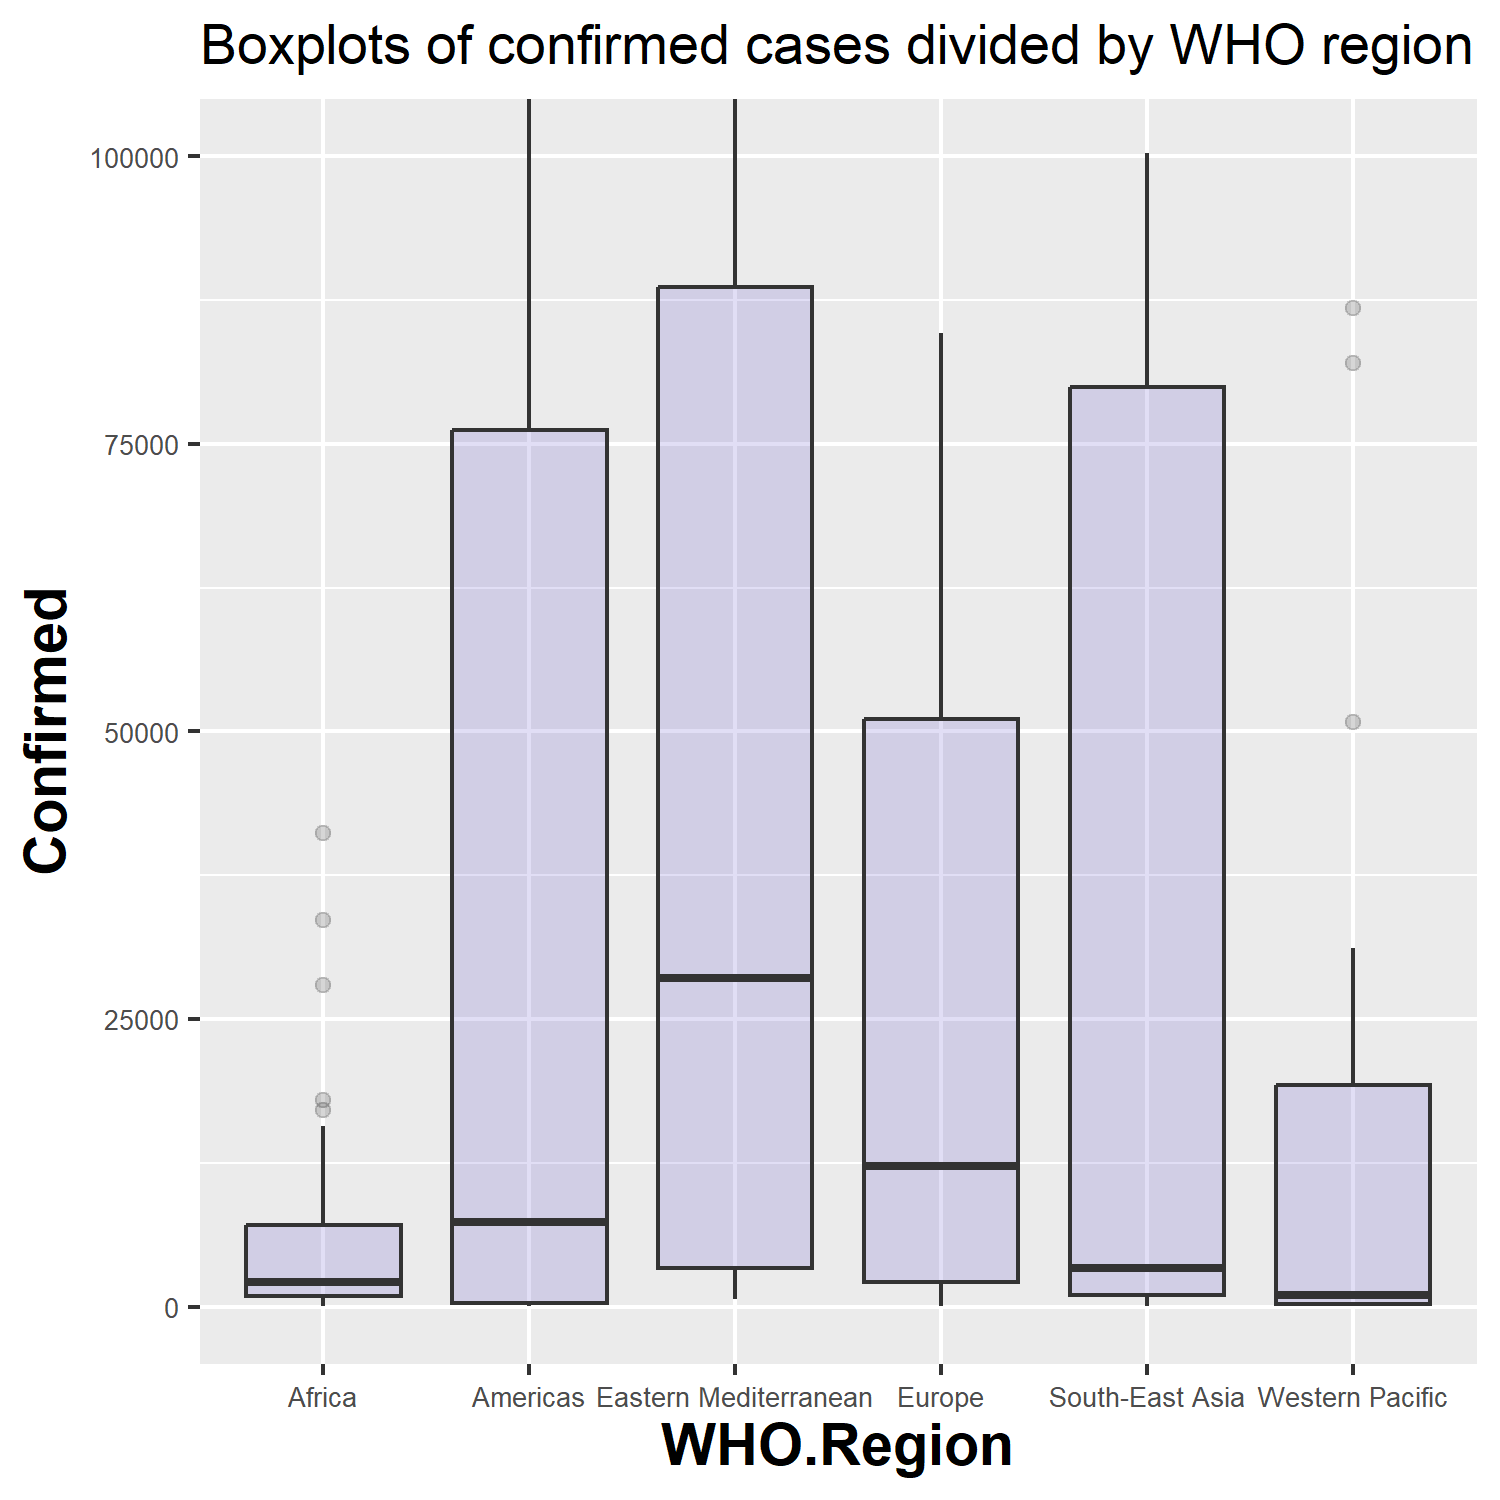 Boxplots of confirmed cases divided by WHO region
Confirmed
100000
75000
50000
25000
0
Africa Americas Eastern Mediterranean Europe South-East Asia Western Pacific
WHO.Region